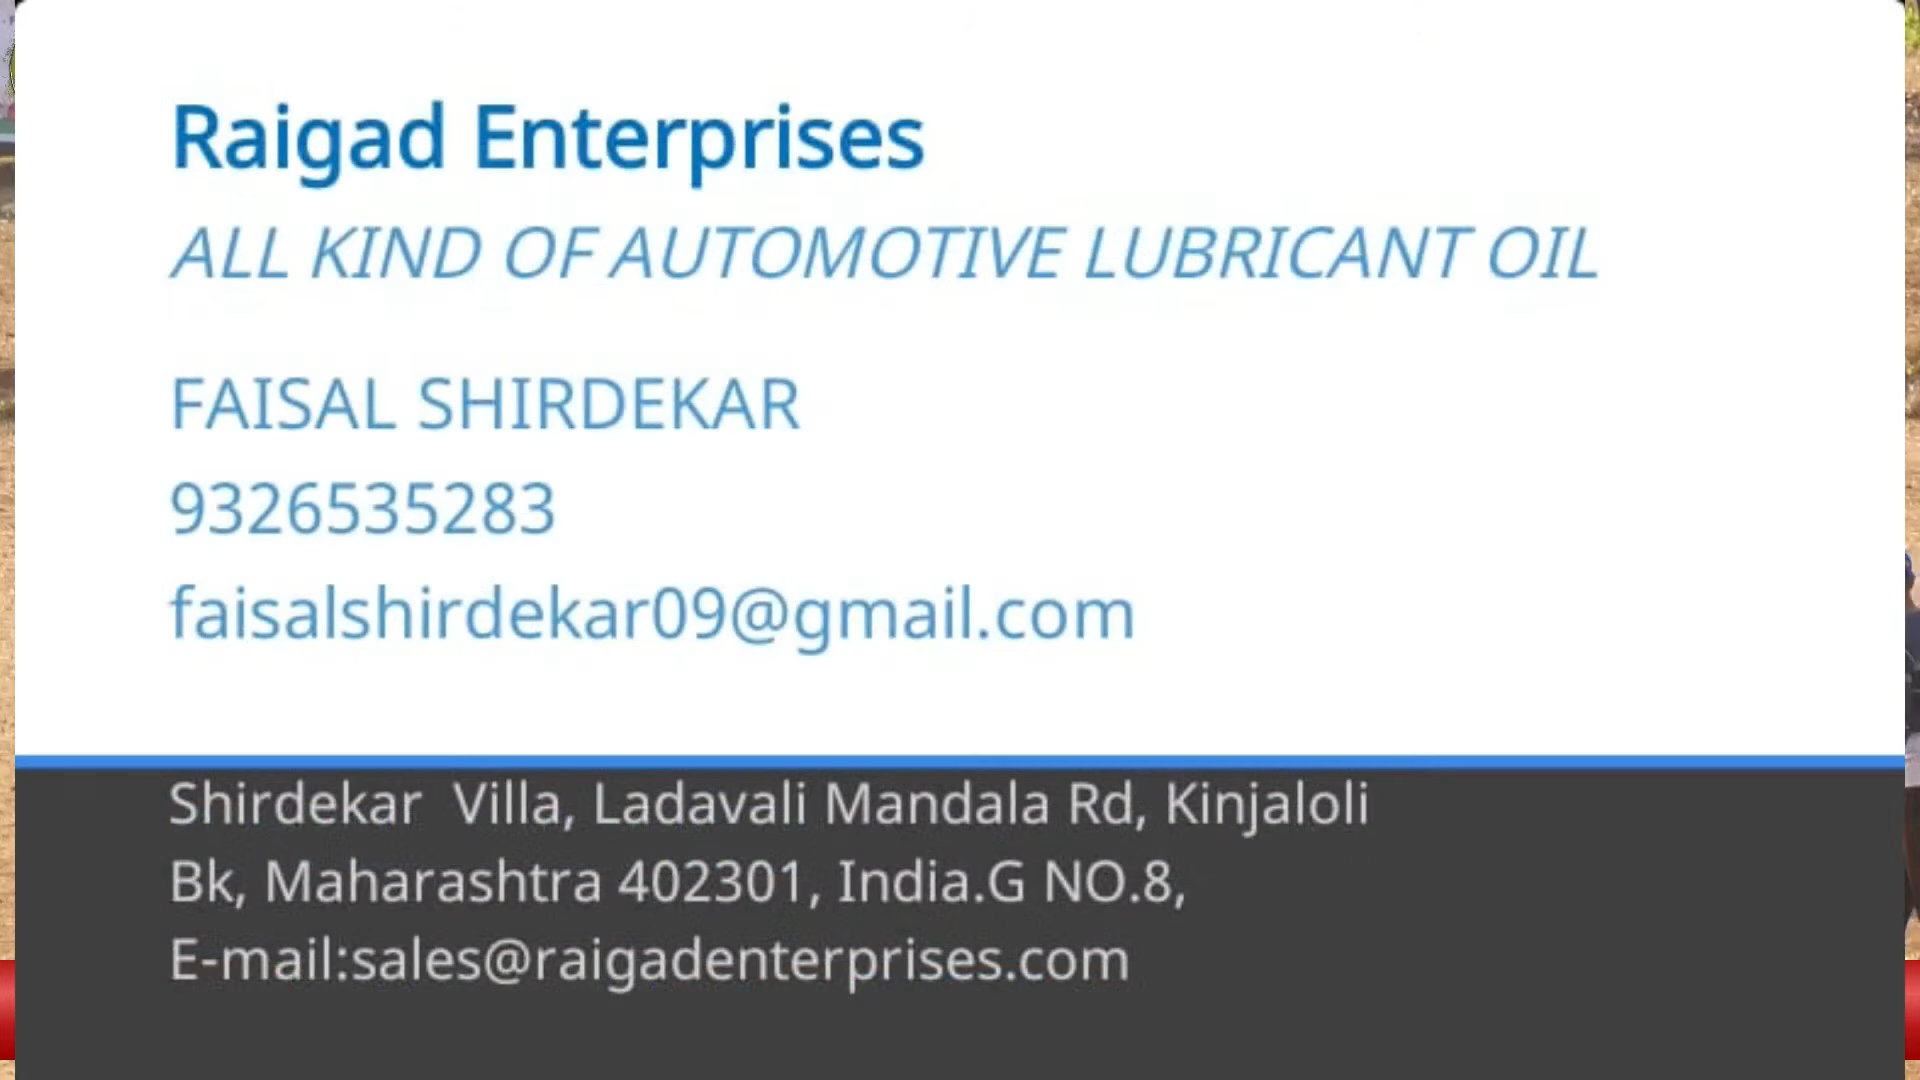 Raigad Enterprises
ALL KIND OF AUTOMOTIVE LUBRICANT OIL
FAISAL SHIRDEKAR
9326535283
faisalshirdekar09@gmail.com
Shirdekar  Villa, Ladavali Mandala Rd, Kinjaloli
Bk, Maharashtra 402301, India.G NO.8,
E-mail:sales@raigadenterprises.com